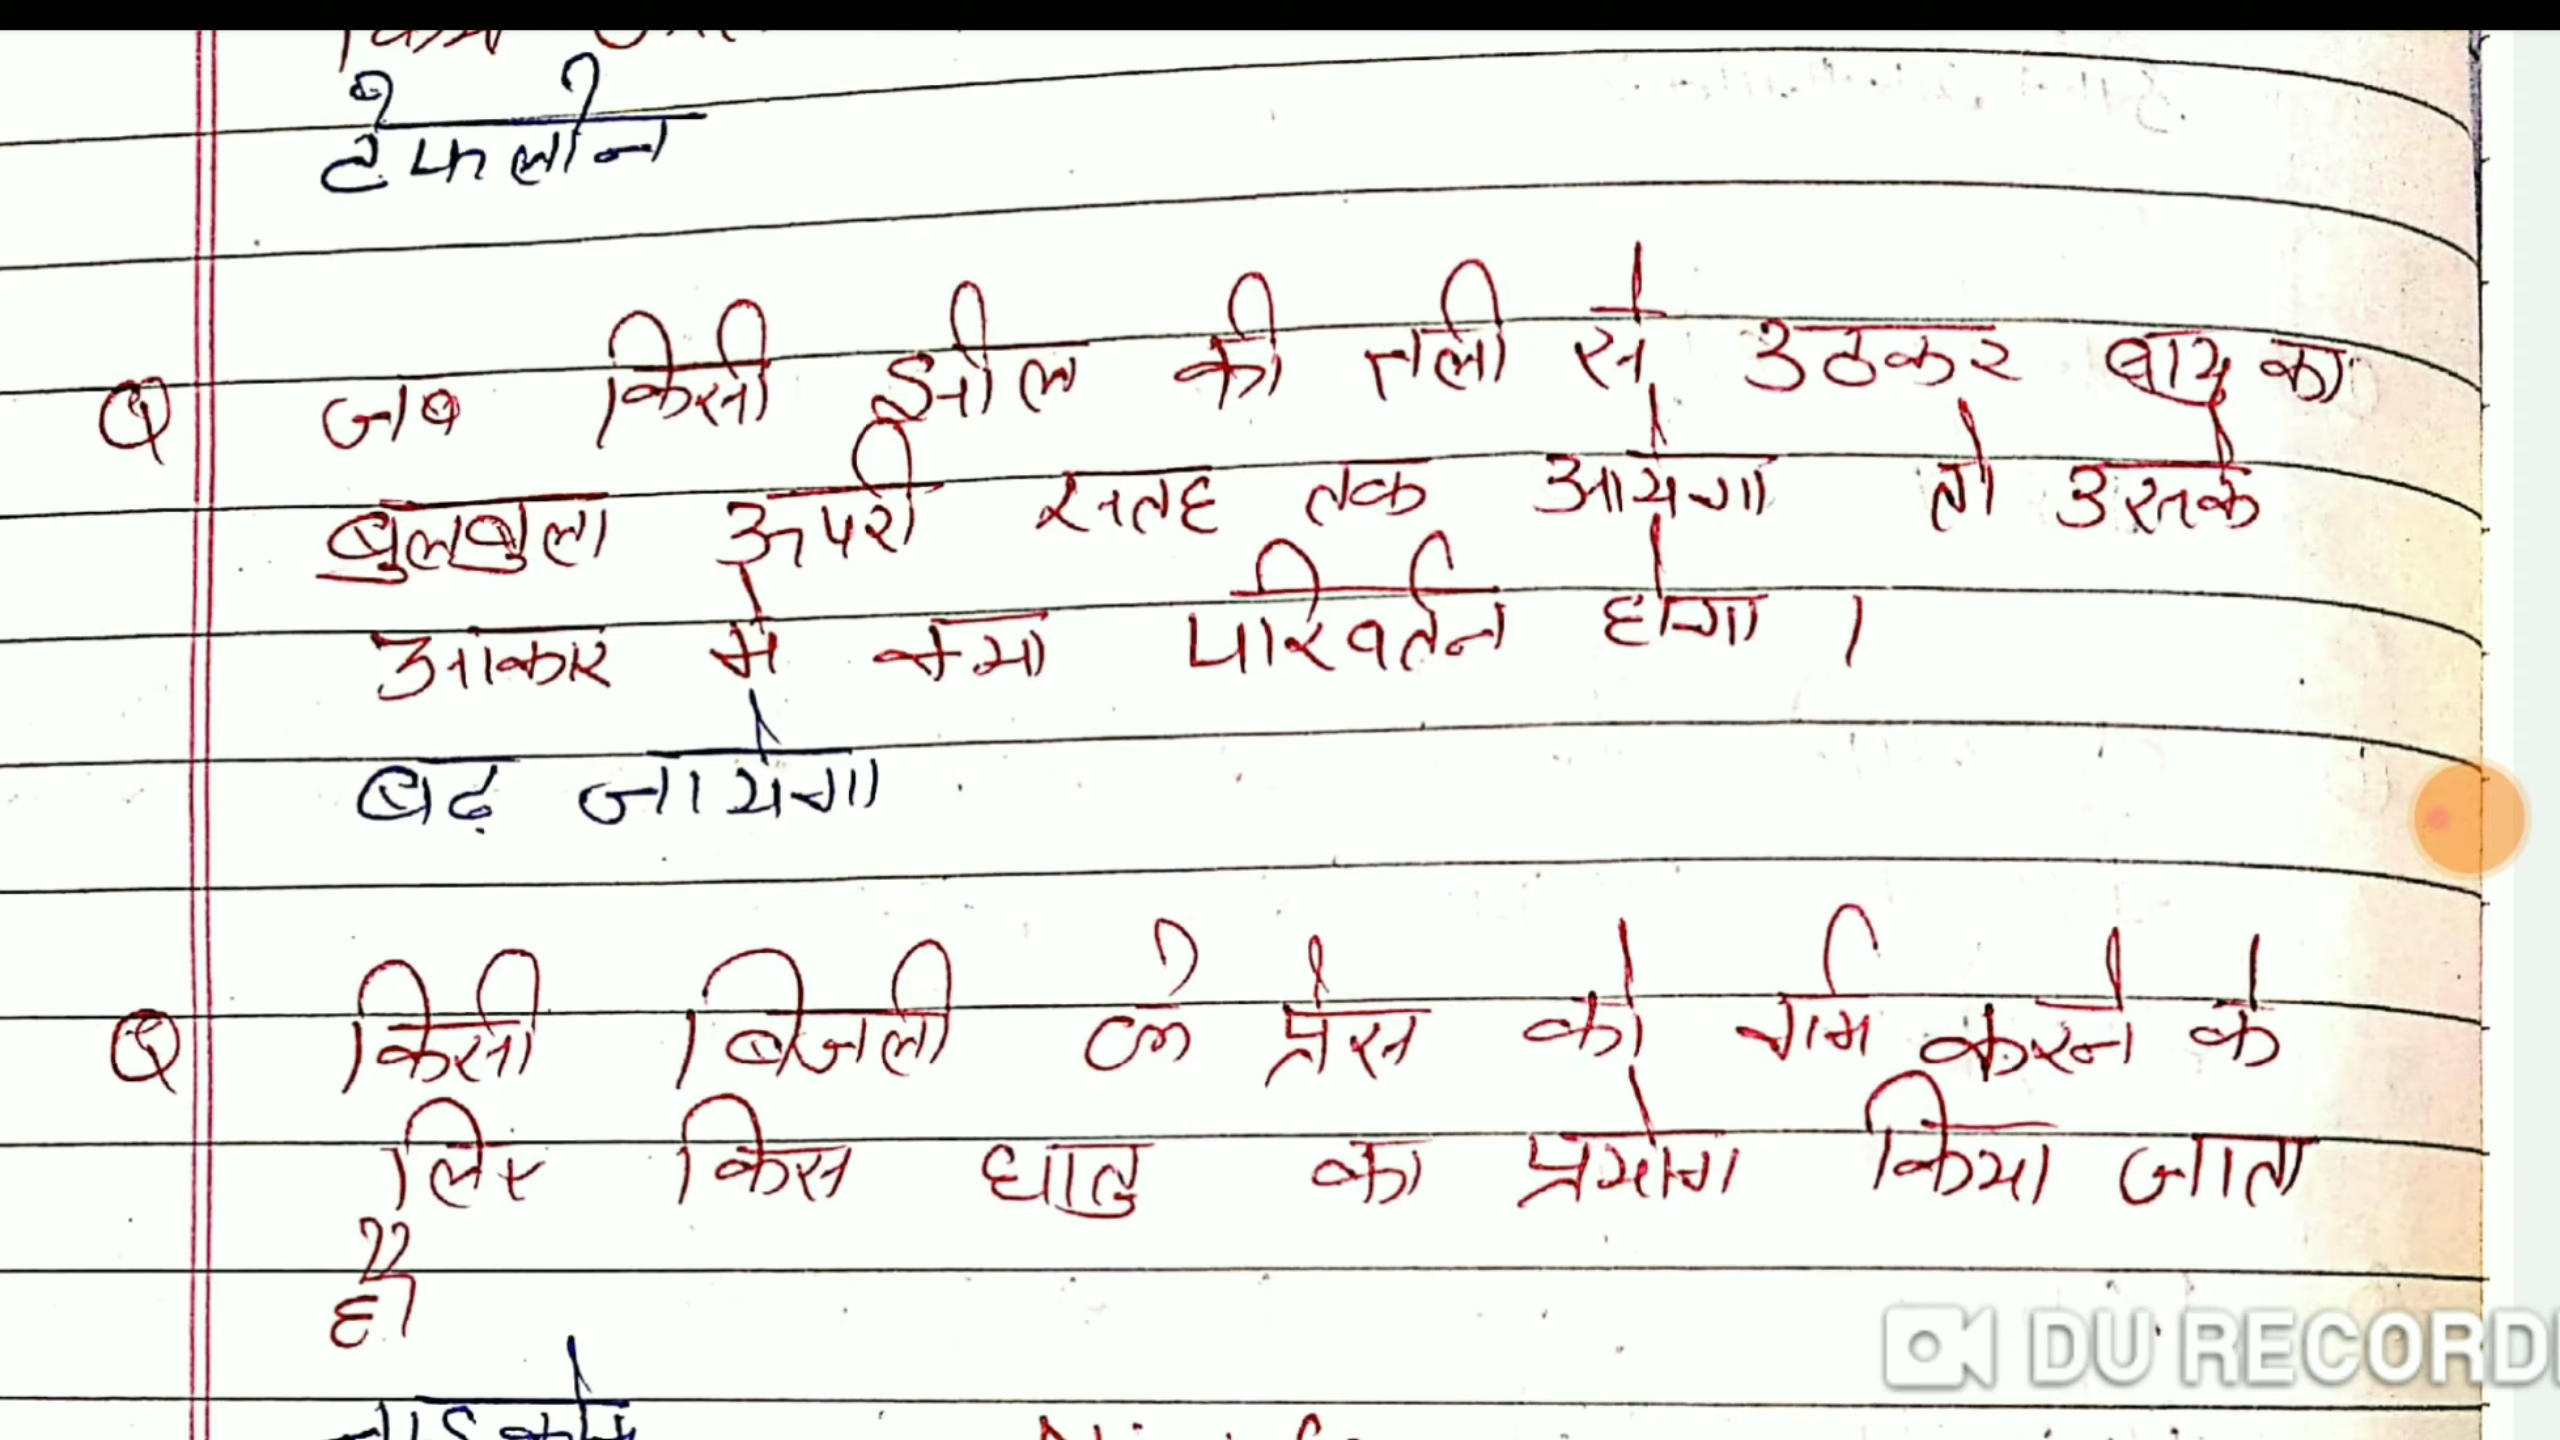 टेफलॉन
Q जब किसी झील की तली से उठकर बायु का
बुलबुला ऊपरी सतह तक आयेगा तो उसके
आकार मे क्या परिवर्तन होगा ।
बढ़ जायेगा
Q किसी बिजली के प्रेस को गर्म करने के
लिए किस धातु का प्रयोग किया जाता
है
DU RECORD